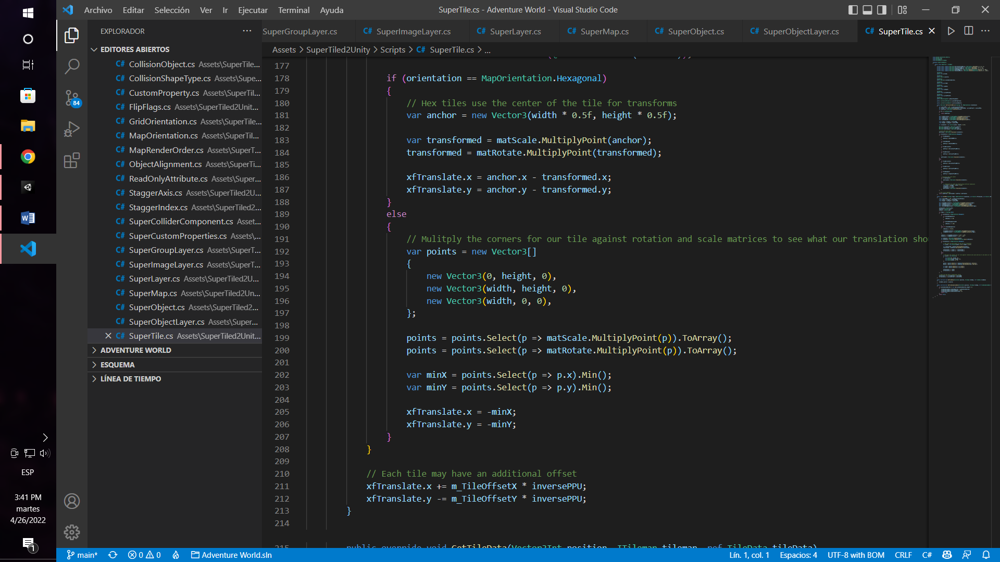 Archivo Editar Selección Ver Ir Ejecutar Terminal Ayuda
SuperTile.cs - Adventure World - Visual Studio Code
EXPLORADOR
SuperGroupLayer.cs
C# SuperImageLayer.cs
C# SuperLayer.cs
C# SuperMap.cs
C# SuperObject.cs
C# SuperObjectLayer.cs
C# SuperTile.cs
EDITORES ABIERTOS
C# CollisionObject.cs Assets\SuperTile...
C# CollisionShapeType.cs Assets\Supe...
C# CustomProperty.cs Assets\SuperTil...
C# FlipFlags.cs Assets\SuperTiled2Unit...
C# GridOrientation.cs Assets\SuperTile...
C# MapOrientation.cs Assets\SuperTi...
C# MapRenderOrder.cs Assets\SuperT...
C# ObjectAlignment.cs Assets\SuperTi...
C# ReadOnlyAttribute.cs Assets\Super...
C# StaggerAxis.cs Assets\SuperTiled2U...
C# StaggerIndex.cs Assets\SuperTiled2...
C# SuperColliderComponent.cs Asset...
C# SuperCustomProperties.cs Assets\...
C# SuperGroupLayer.cs Assets\SuperT...
C# SuperImageLayer.cs Assets\SuperT...
C# SuperLayer.cs Assets\SuperTiled2U...
C# SuperMap.cs Assets\SuperTiled2Un...
C# SuperObject.cs Assets\SuperTiled2...
C# SuperObjectLayer.cs Assets\Super...
C# SuperTile.cs Assets\SuperTiled2Unit...
ADVENTURE WORLD
ESQUEMA
LÍNEA DE TIEMPO
84
Assets > SuperTiled2Unity > Scripts > C# SuperTile.cs > ...
177
178 if (orientation == MapOrientation.Hexagonal)
179 {
180 // Hex tiles use the center of the tile for transforms
181 var anchor = new Vector3(width * 0.5f, height * 0.5f);
182
183 var transformed = matScale.MultiplyPoint(anchor);
184 transformed = matRotate.MultiplyPoint(transformed);
185
186 xfTranslate.x = anchor.x - transformed.x;
187 xfTranslate.y = anchor.y - transformed.y;
188 }
189 else
190 {
191 // Mulitply the corners for our tile against rotation and scale matrices to see what our translation sho
192 var points = new Vector3[]
193 {
194 new Vector3(0, height, 0),
195 new Vector3(width, height, 0),
196 new Vector3(width, 0, 0),
197 };
198
199 points = points.Select(p => matScale.MultiplyPoint(p)).ToArray();
200 points = points.Select(p => matRotate.MultiplyPoint(p)).ToArray();
201
202 var minX = points.Select(p => p.x).Min();
203 var minY = points.Select(p => p.y).Min();
204
205 xfTranslate.x = -minX;
206 xfTranslate.y = -minY;
207 }
208 }
209
210 // Each tile may have an additional offset
211 xfTranslate.x += m_TileOffsetX * inversePPU;
212 xfTranslate.y -= m_TileOffsetY * inversePPU;
213 }
214
215 public override void GetTileData(Vector3Int position, ITilemap tilemap, ref TileData tileData)
ESP
3:41 PM
martes
4/26/2022
1
main* 0 0 Adventure World.sln
Lín. 1, col. 1 Espacios: 4 UTF-8 with BOM CRLF C#